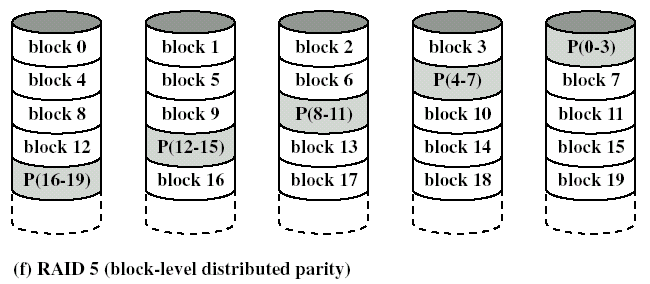 block 0 block 1 block 2 block 3 P(0-3)
block 4 block 5 block 6 P(4-7) block 7
block 8 block 9 P(8-11) block 10 block 11
block 12 P(12-15) block 13 block 14 block 15
P(16-19) block 16 block 17 block 18 block 19
(f) RAID 5 (block-level distributed parity)